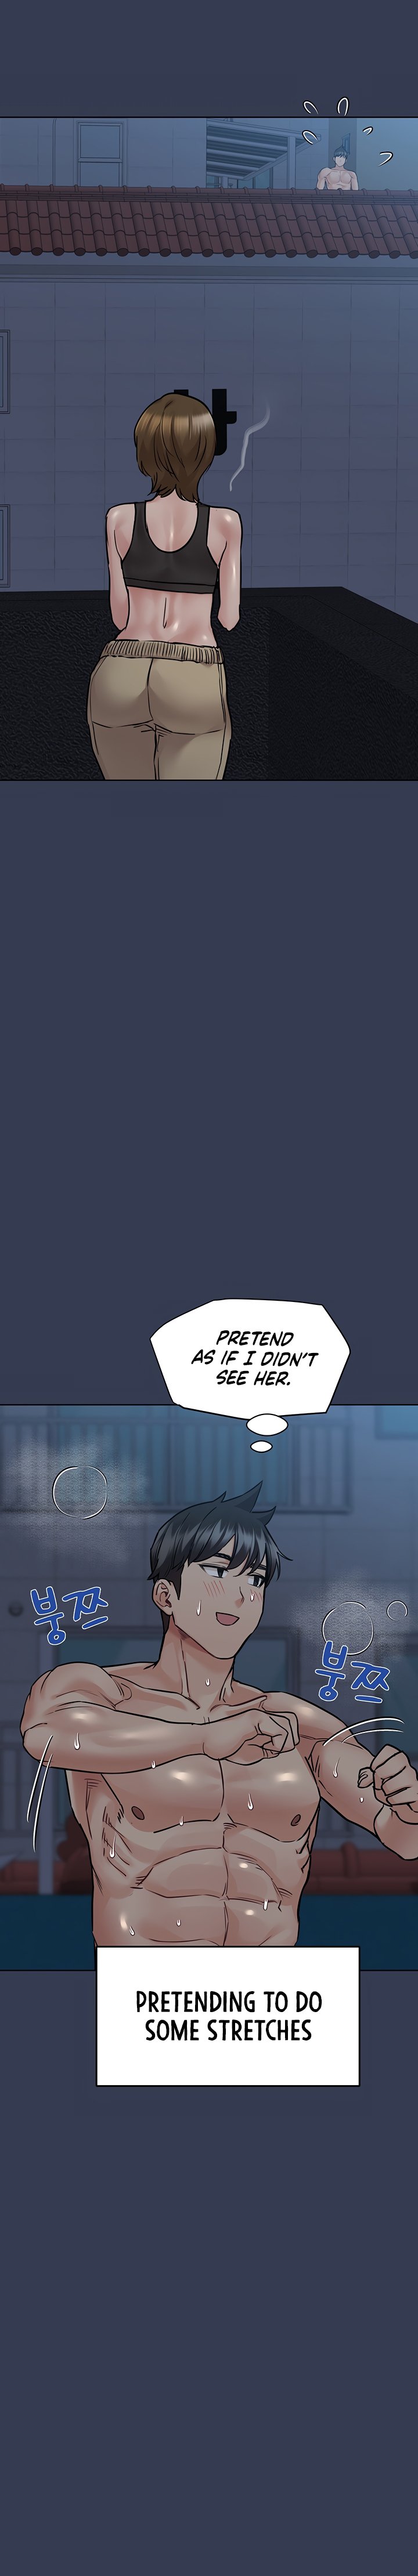 PRETEND
AS IF I DIDN'T
SEE HER.
붕쯔
붕쯔
PRETENDING TO DO
SOME STRETCHES